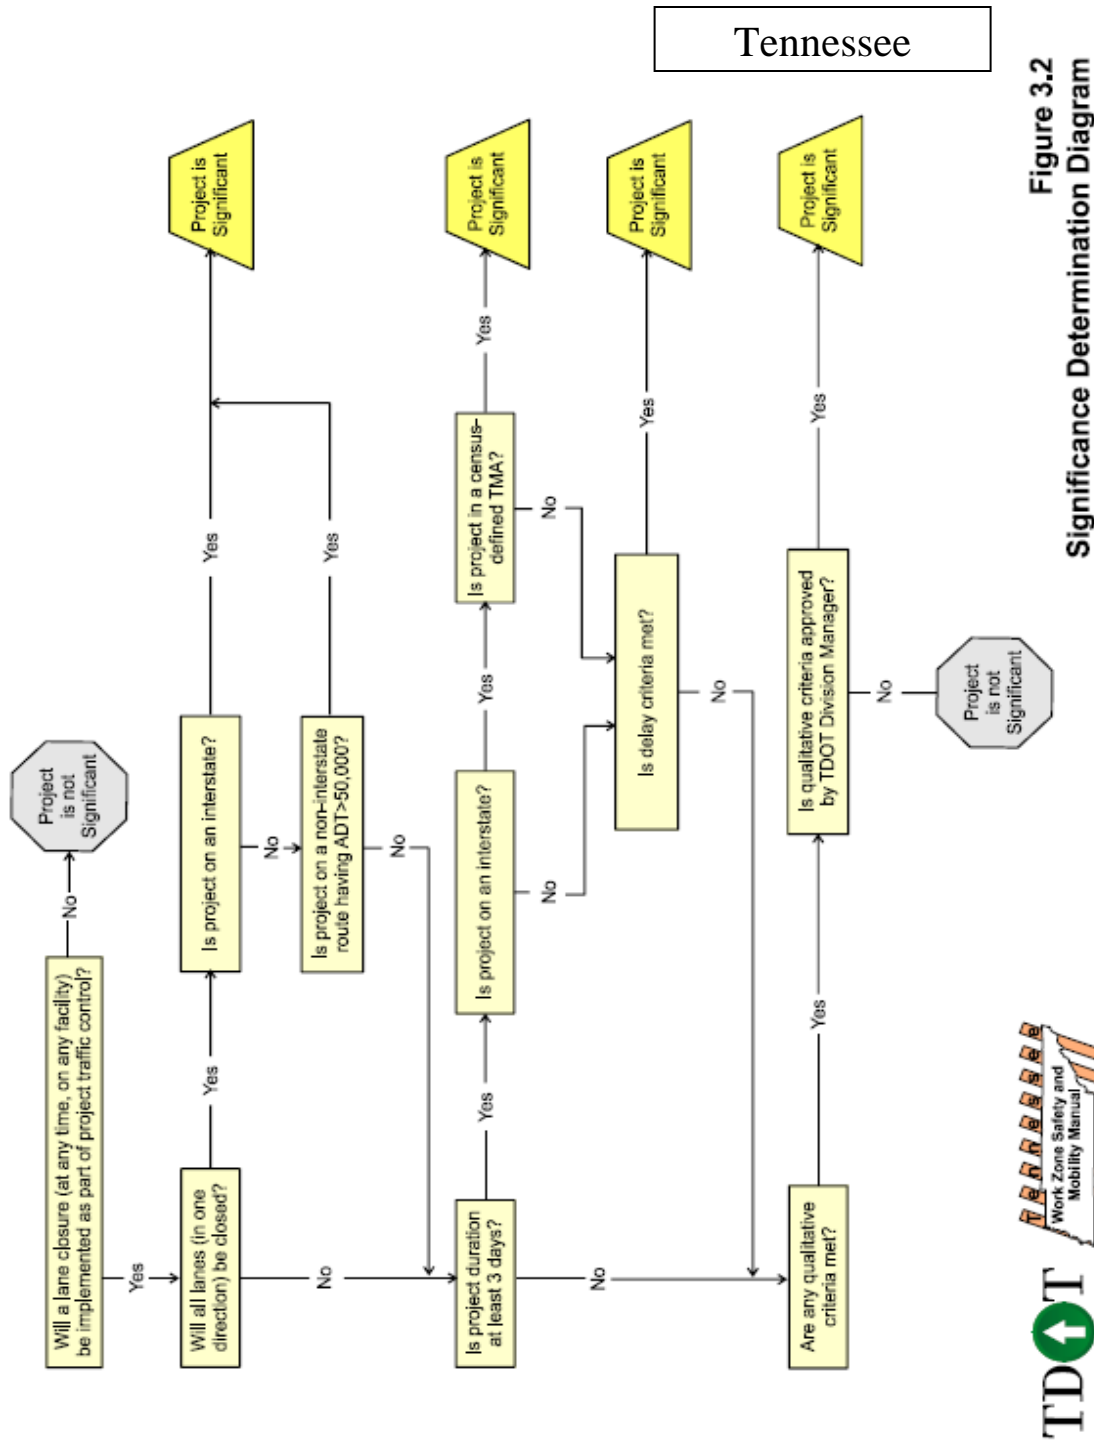 Tennessee
Will a lane closure (at any time, on any facility)
be implemented as part of project traffic control?
No
Project
is not
Significant
Yes
Will all lanes (in one
direction) be closed?
Yes
Is project on an interstate?
Yes
Project is
Significant
No
Is project on a non-interstate
route having ADT>50,000?
Yes
No
No
Is project duration
at least 3 days?
Yes
Is project on an interstate?
Yes
Is project in a census-
defined TMA?
Yes
Project is
Significant
No
No
Is delay criteria met?
Yes
Project is
Significant
No
No
Are any qualitative
criteria met?
Yes
Is qualitative criteria approved
by TDOT Division Manager?
Yes
Project is
Significant
No
Project
is not
Significant
TDOT
Tennessee
Work Zone Safety and
Mobility Manual
Figure 3.2
Significance Determination Diagram